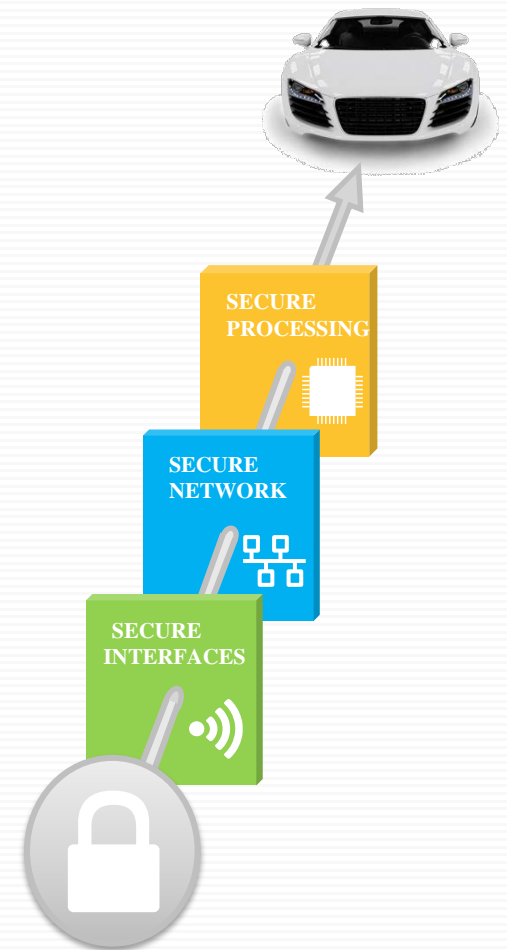 SECURE
PROCESSING
SECURE
NETWORK
SECURE
INTERFACES